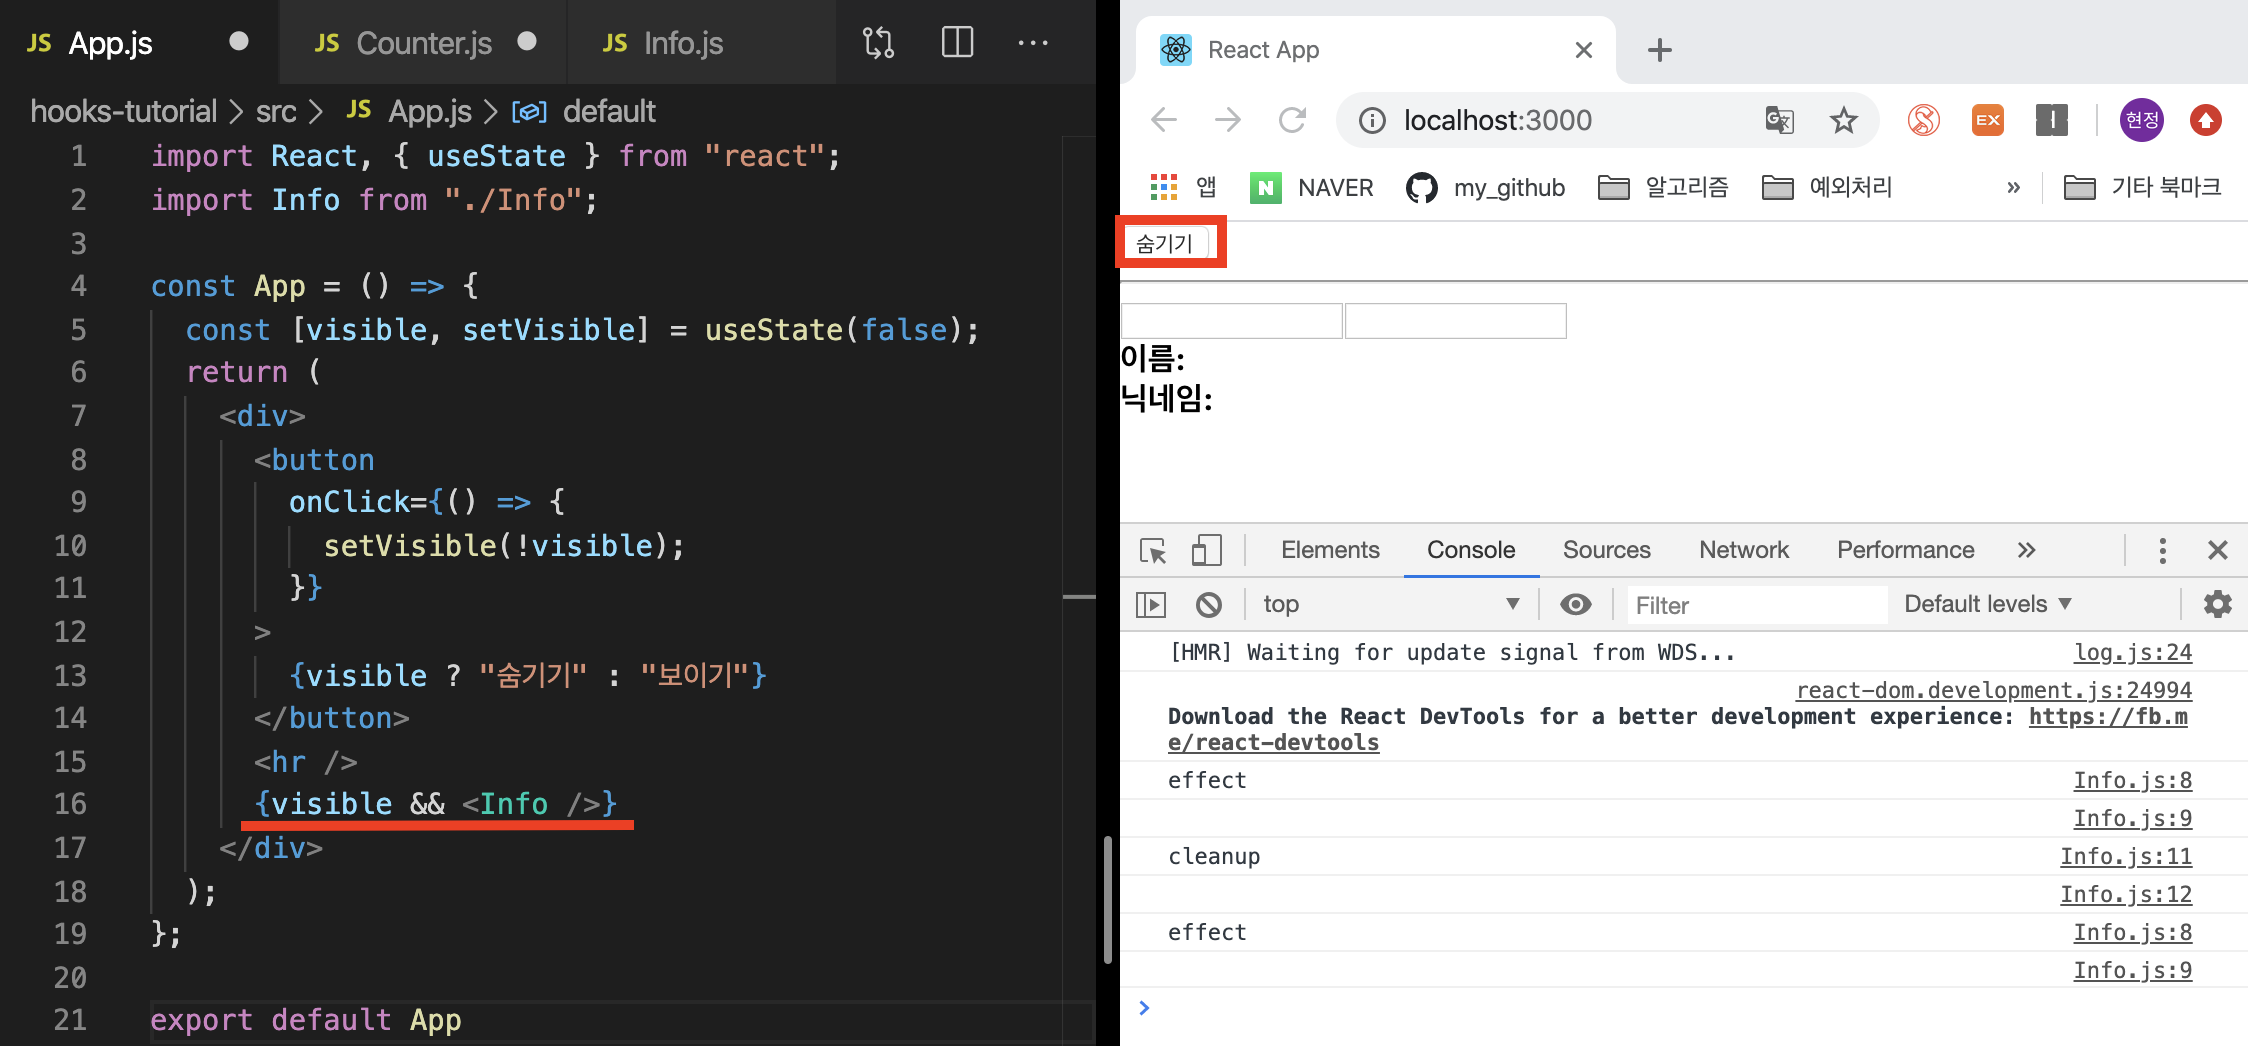 JS App.js
JS Counter.js
JS Info.js
hooks-tutorial > src > JS App.js > default
1 import React, { useState } from "react";
2 import Info from "./Info";
3
4 const App = () => {
5 const [visible, setVisible] = useState(false);
6 return (
7 <div>
8 <button
9 onClick={() => {
10 setVisible(!visible);
11 }}
12 >
13 {visible ? "숨기기" : "보이기"}
14 </button>
15 <hr />
16 {visible && <Info />}
17 </div>
18 );
19 };
20
21 export default App
React App
localhost:3000
EX
현정
앱
N NAVER
my_github
알고리즘
예외처리
»
기타 북마크
숨기기
이름:
닉네임:
Elements Console Sources Network Performance »
top
Filter
Default levels
[HMR] Waiting for update signal from WDS... log.js:24
react-dom.development.js:24994
Download the React DevTools for a better development experience: https://fb.m
e/react-devtools
effect Info.js:8
Info.js:9
cleanup Info.js:11
Info.js:12
effect Info.js:8
Info.js:9
>